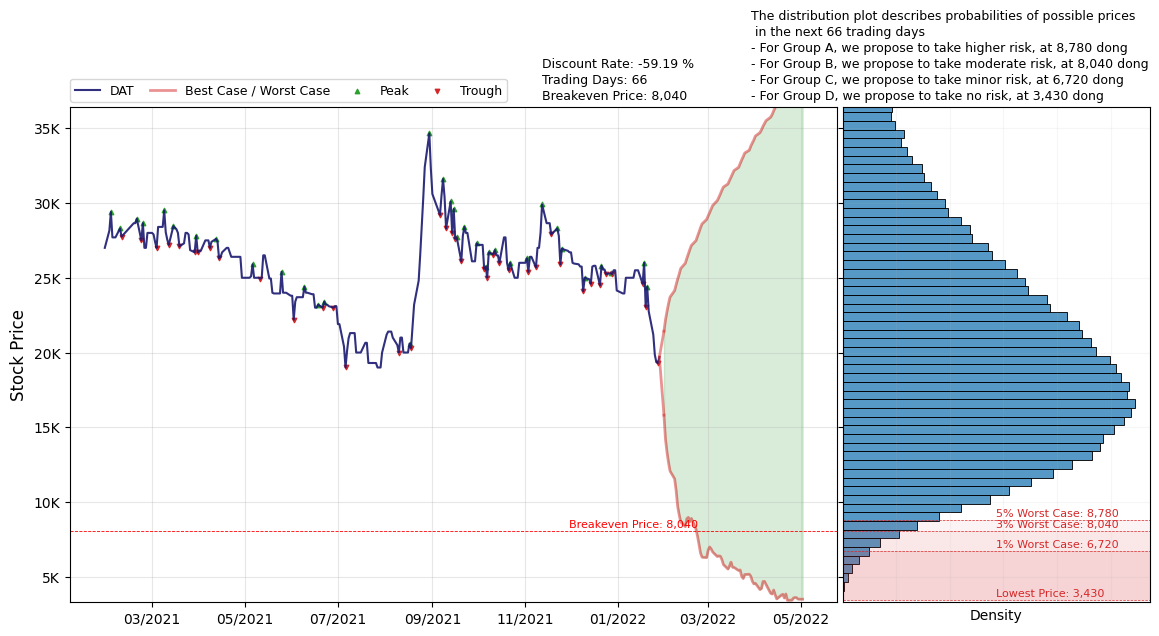 The distribution plot describes probabilities of possible prices
in the next 66 trading days
- For Group A, we propose to take higher risk, at 8,780 dong
- For Group B, we propose to take moderate risk, at 8,040 dong
- For Group C, we propose to take minor risk, at 6,720 dong
- For Group D, we propose to take no risk, at 3,430 dong
Discount Rate: -59.19 %
Trading Days: 66
Breakeven Price: 8,040
DAT
Best Case / Worst Case
Peak
Trough
Stock Price
35K
30K
25K
20K
15K
10K
5K
Breakeven Price: 8,040
5% Worst Case: 8,780
3% Worst Case: 8,040
1% Worst Case: 6,720
Lowest Price: 3,430
03/2021
05/2021
07/2021
09/2021
11/2021
01/2022
03/2022
05/2022
Density